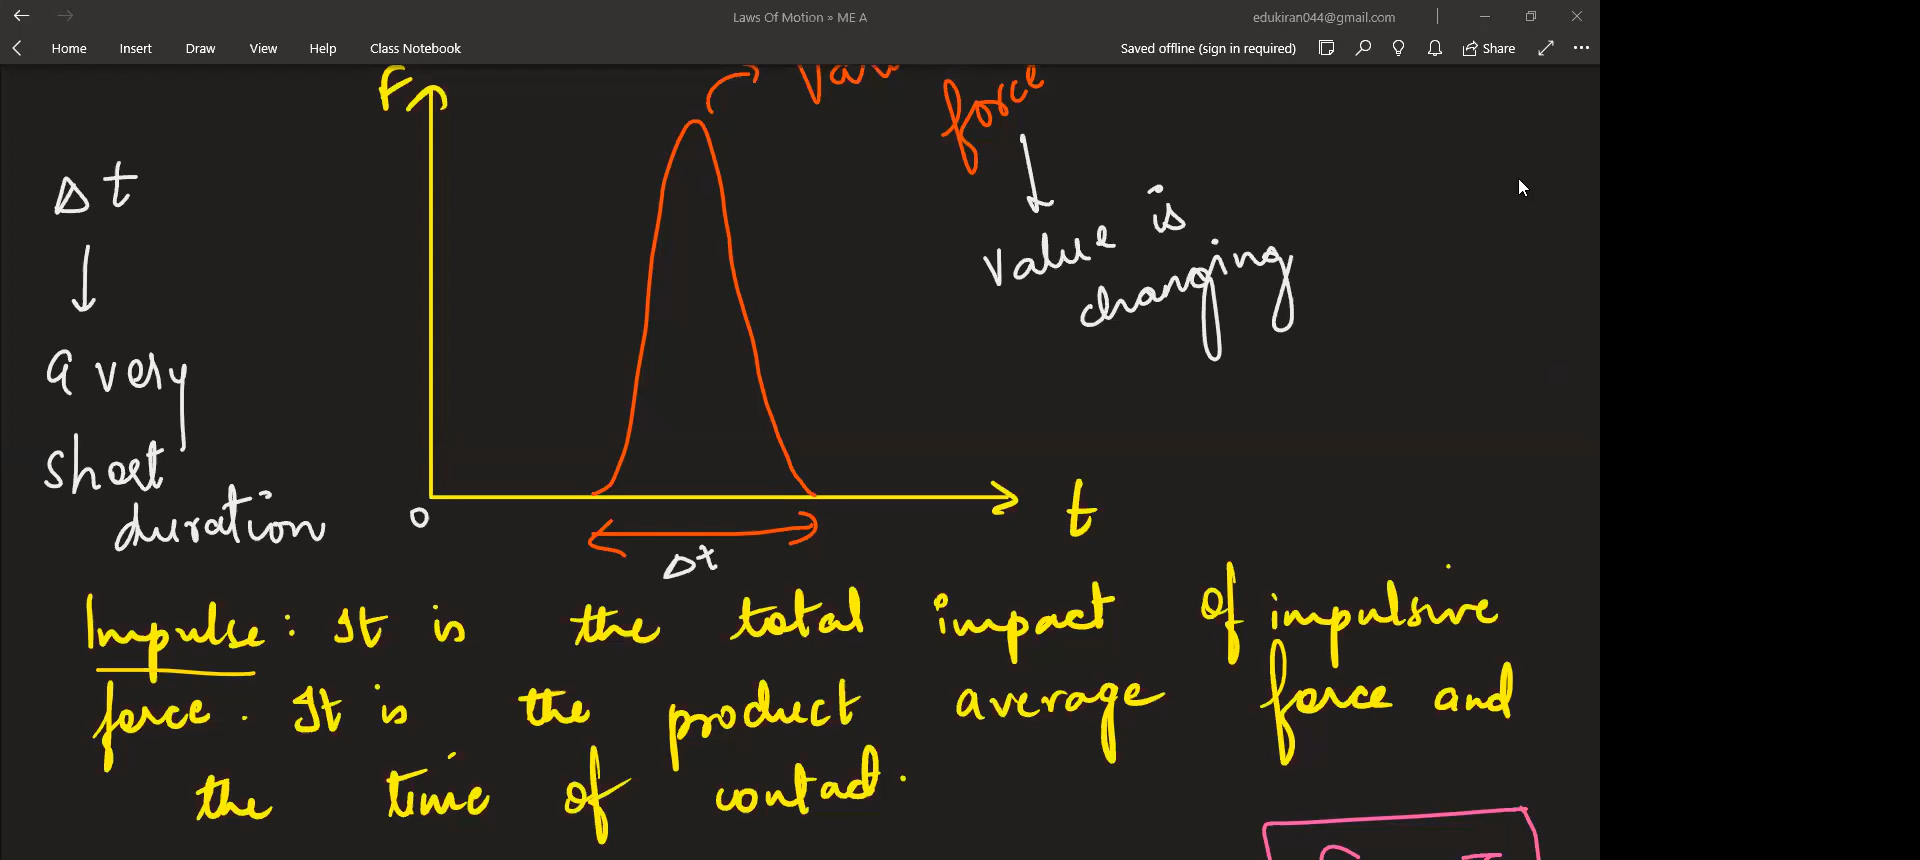 Laws Of Motion » ME A
edukiran044@gmail.com
Home Insert Draw View Help Class Notebook
Saved offline (sign in required) Share
F
force
Δt
value is
changing
a very
short
duration
0
t
Δt
Impulse : It is the total impact of impulsive
force . It is the product average force and
the time of contact .